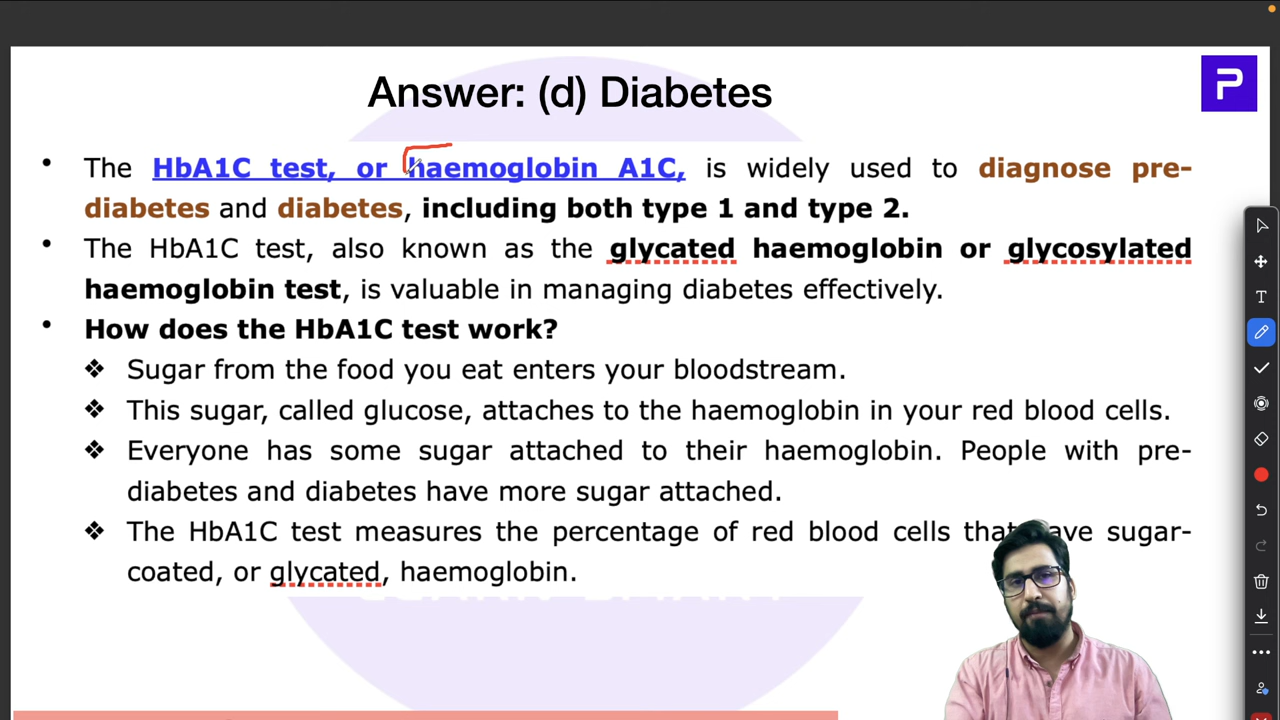 Answer: (d) Diabetes
P
• The HbA1C test, or haemoglobin A1C, is widely used to diagnose pre-
diabetes and diabetes, including both type 1 and type 2.
• The HbA1C test, also known as the glycated haemoglobin or glycosylated
haemoglobin test, is valuable in managing diabetes effectively.
• How does the HbA1C test work?
❖ Sugar from the food you eat enters your bloodstream.
❖ This sugar, called glucose, attaches to the haemoglobin in your red blood cells.
❖ Everyone has some sugar attached to their haemoglobin. People with pre-
diabetes and diabetes have more sugar attached.
❖ The HbA1C test measures the percentage of red blood cells that have sugar-
coated, or glycated, haemoglobin.